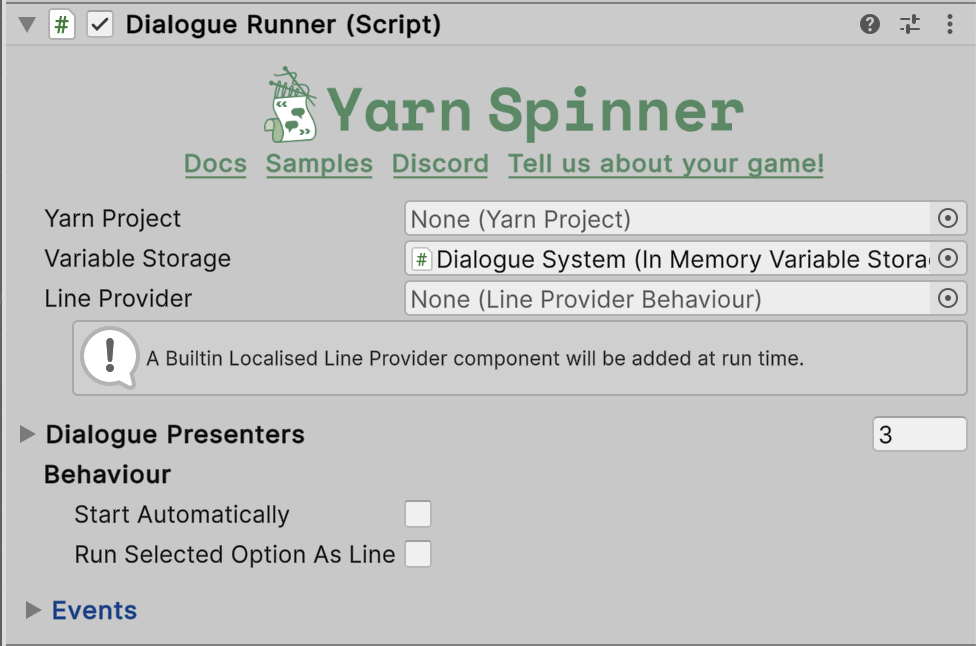 # Dialogue Runner (Script)
Yarn Spinner
Docs Samples Discord Tell us about your game!
Yarn Project None (Yarn Project)
Variable Storage # Dialogue System (In Memory Variable Stora
Line Provider None (Line Provider Behaviour)
! A Builtin Localised Line Provider component will be added at run time.
Dialogue Presenters 3
Behaviour
Start Automatically
Run Selected Option As Line
Events